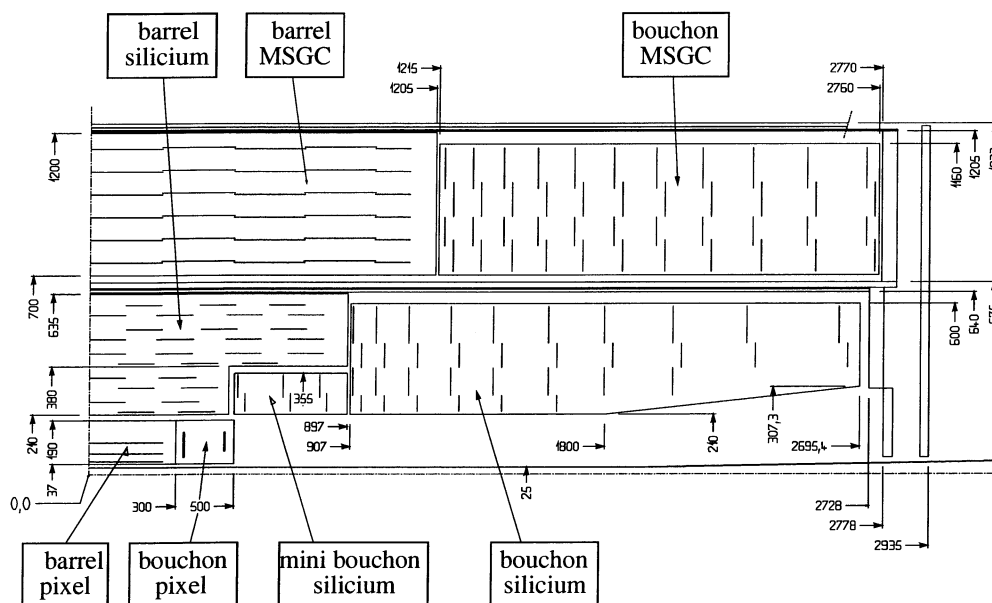 barrel
silicium
barrel
MSGC
bouchon
MSGC
1215
1205
2770
2760
1200
1160
1205
700
635
600
640
380
355
210
190
37
897
907
1800
210
307,3
2695,4
0,0
300
500
25
2728
2778
2935
barrel
pixel
bouchon
pixel
mini bouchon
silicium
bouchon
silicium